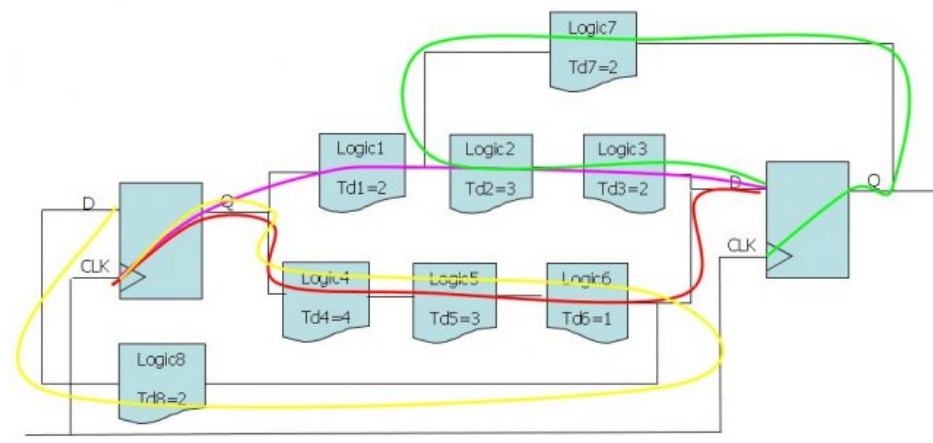 Logic7
Td7=2
Logic1
Td1=2
Logic2
Td2=3
Logic3
Td3=2
D
Q
CLK
D
Q
CLK
Logic4
Td4=4
Logic5
Td5=3
Logic6
Td6=1
Logic8
Td8=2